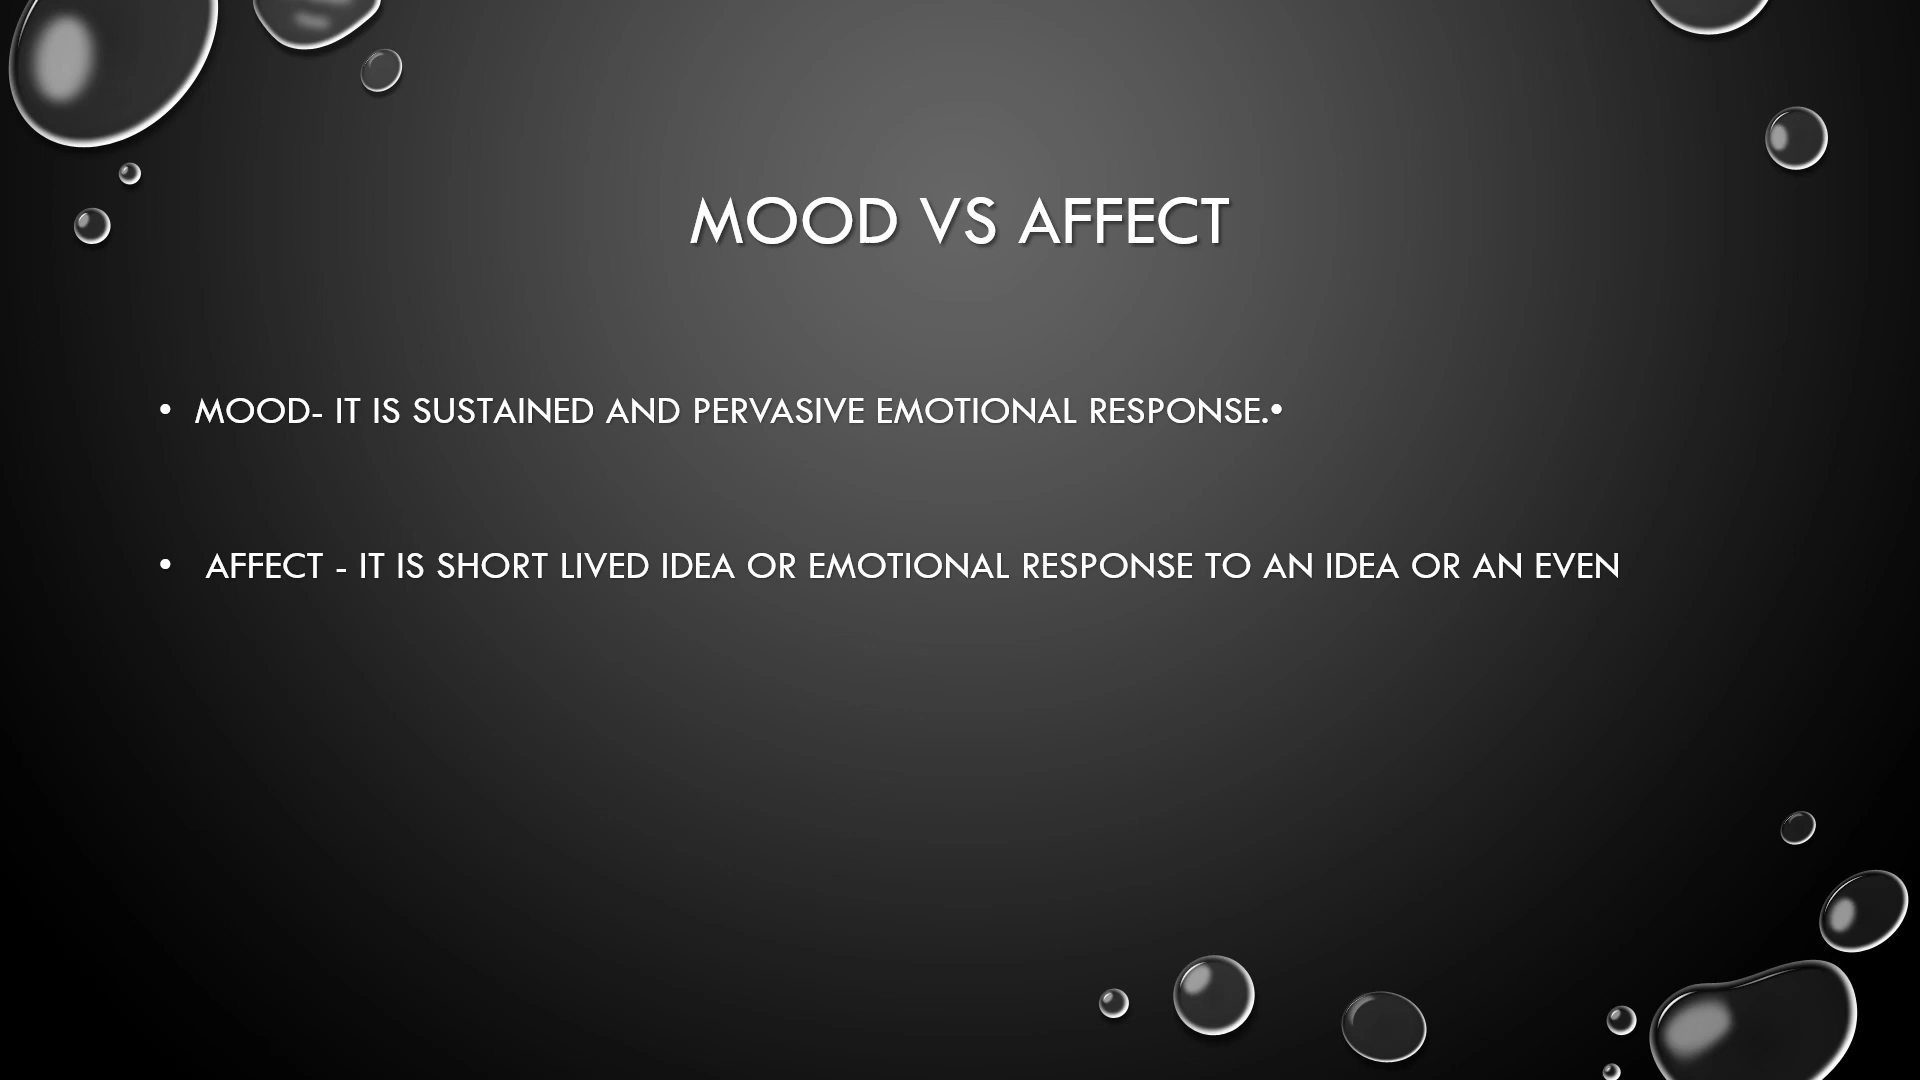 MOOD VS AFFECT
• MOOD- IT IS SUSTAINED AND PERVASIVE EMOTIONAL RESPONSE.•
• AFFECT - IT IS SHORT LIVED IDEA OR EMOTIONAL RESPONSE TO AN IDEA OR AN EVEN